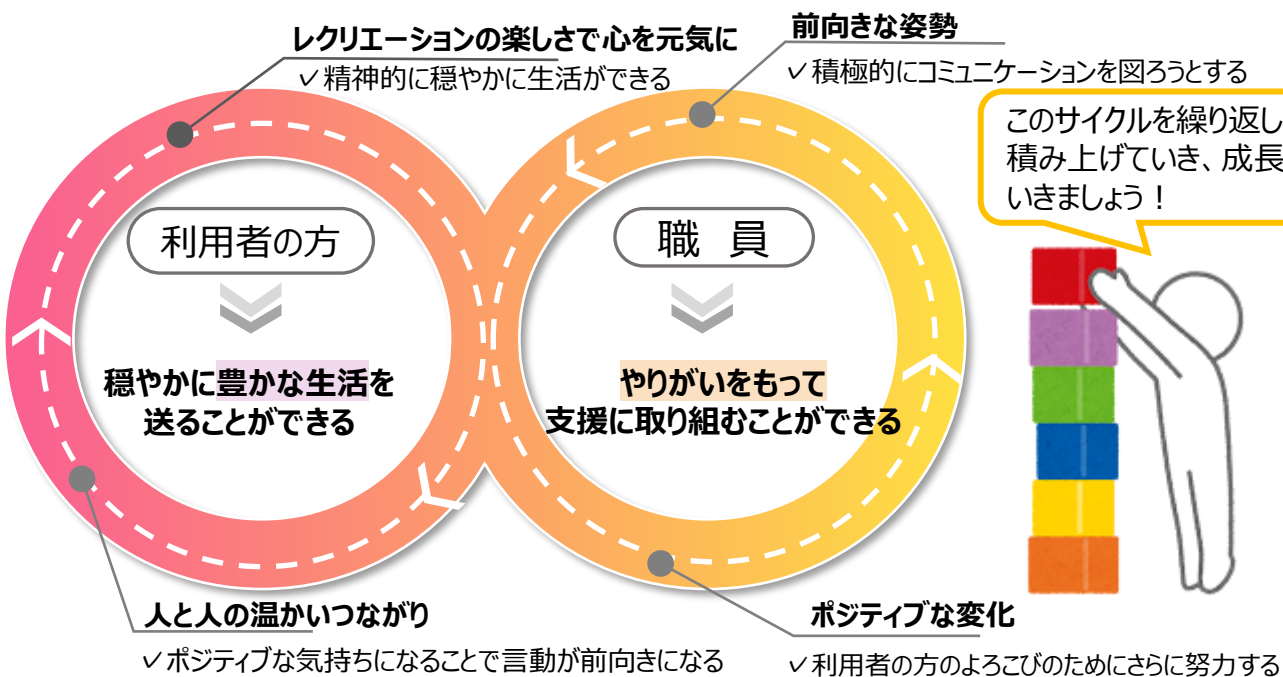 レクリエーションの楽しさで心を元気に
✓精神的に穏やかに生活ができる
前向きな姿勢
✓積極的にコミュニケーションを図ろうとする
このサイクルを繰り返し
積み上げていき、成長
いきましょう！
利用者の方
穏やかに豊かな生活を
送ることができる
職 員
やりがいをもって
支援に取り組むことができる
人と人の温かいつながり
✓ポジティブな気持ちになることで言動が前向きになる
ポジティブな変化
✓利用者の方のよろこびのためにさらに努力する